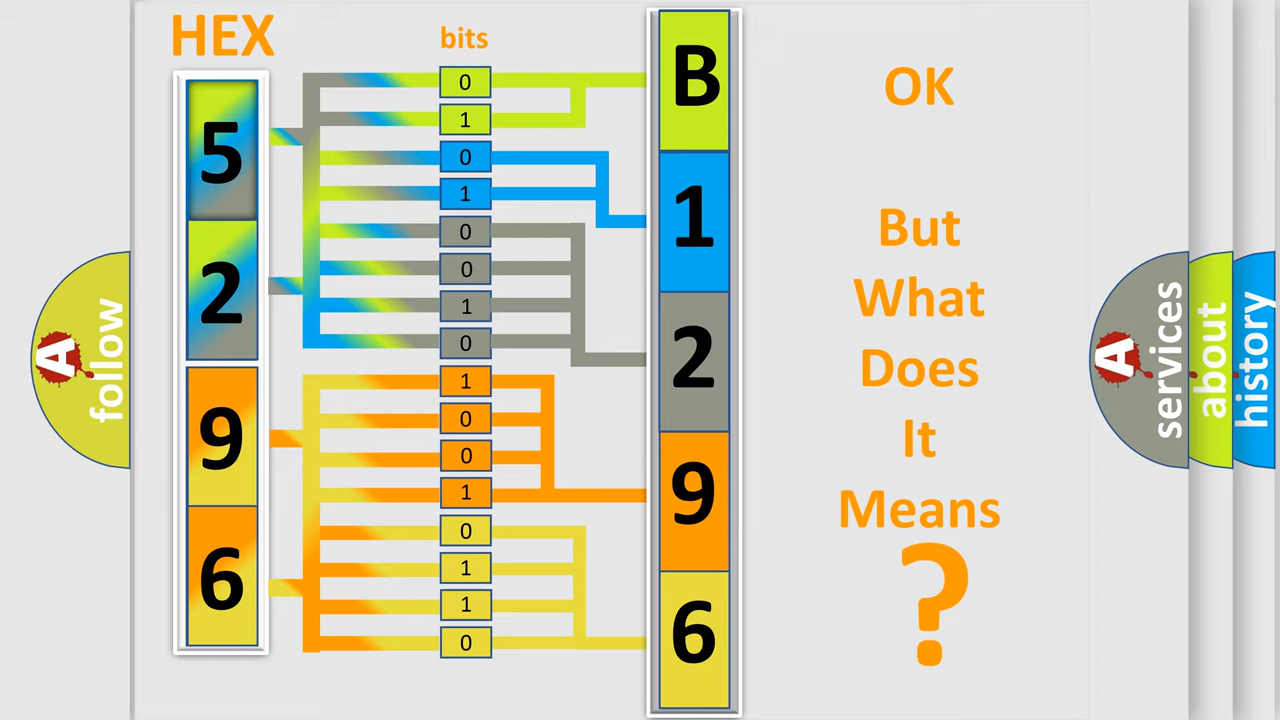 HEX
bits
5
2
9
6
0
1
0
1
0
0
1
0
1
0
0
1
0
1
1
0
B
1
2
9
6
OK
But
What
Does
It
Means
?
A
follow
A
services
about
history